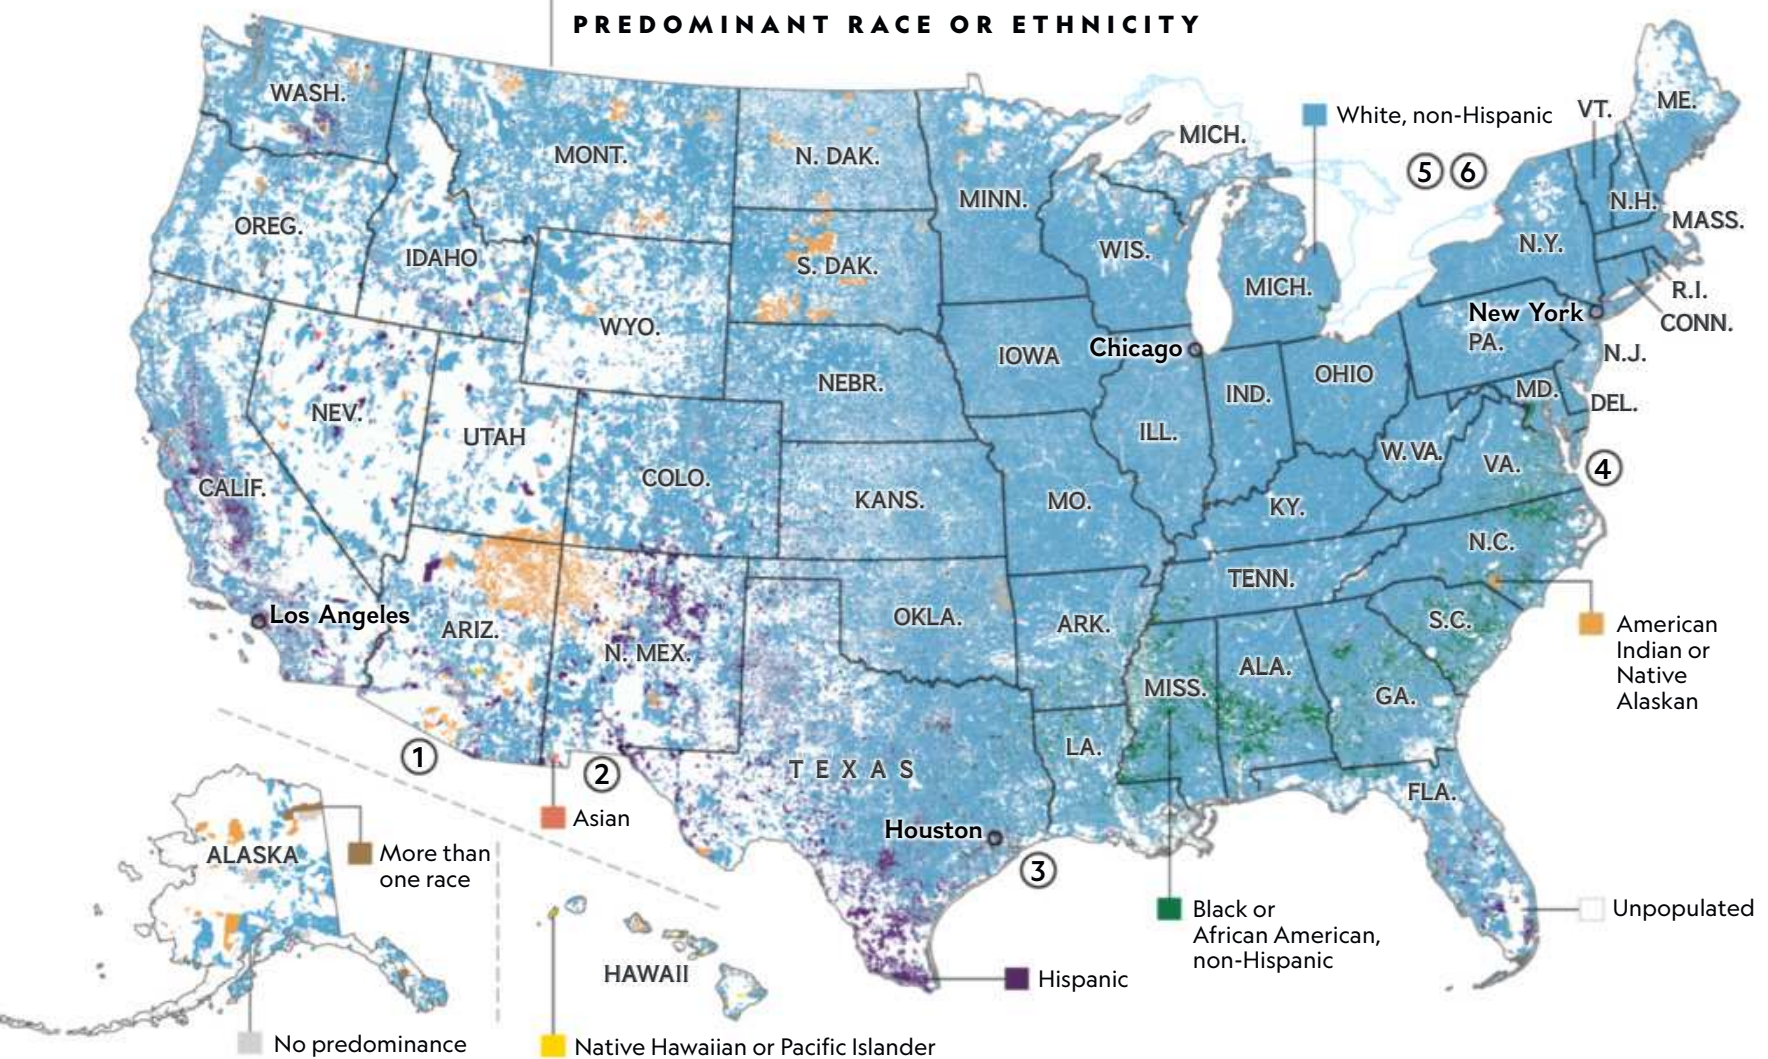 PREDOMINANT RACE OR ETHNICITY
WASH.
MONT.
N. DAK.
MINN.
MICH.
White, non-Hispanic
VT.
ME.
5 6
OREG.
IDAHO
S. DAK.
WIS.
N.H.
MASS.
N.Y.
WYO.
MICH.
R.I.
New York
CONN.
IOWA
Chicago
PA.
N.J.
NEBR.
OHIO
IND.
MD.
DEL.
NEV.
UTAH
ILL.
W. VA.
VA.
4
CALIF.
COLO.
KANS.
MO.
KY.
N.C.
TENN.
Los Angeles
ARIZ.
N. MEX.
OKLA.
ARK.
S.C.
American
Indian or
Native
Alaskan
MISS.
ALA.
GA.
LA.
1
2
TEXAS
FLA.
Asian
Houston
3
ALASKA
More than
one race
Black or
African American,
non-Hispanic
Unpopulated
HAWAII
Hispanic
No predominance
Native Hawaiian or Pacific Islander